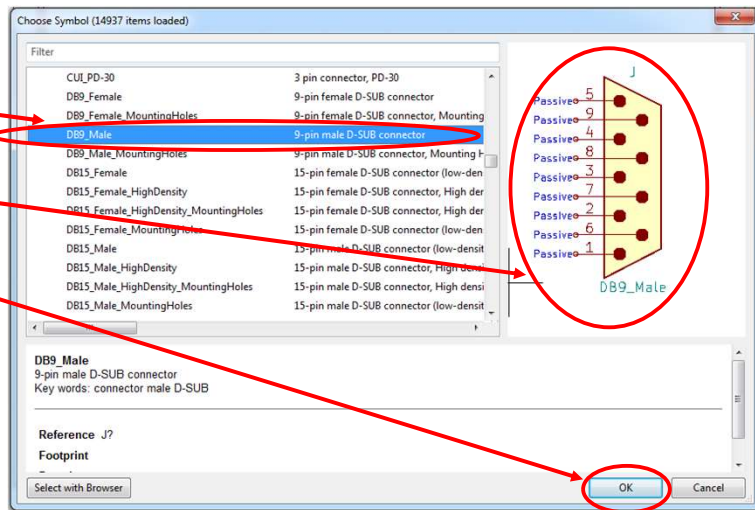 Choose Symbol (14937 items loaded)
Filter
CUI_PD-30 3 pin connector, PD-30
DB9_Female 9-pin female D-SUB connector
DB9_Female_MountingHoles 9-pin female D-SUB connector, Mounting
DB9_Male 9-pin male D-SUB connector
DB9_Male_MountingHoles 9-pin male D-SUB connector, Mounting H
DB15_Female 15-pin female D-SUB connector (low-den
DB15_Female_HighDensity 15-pin female D-SUB connector, High der
DB15_Female_HighDensity_MountingHoles 15-pin female D-SUB connector, High der
DB15_Female_MountingHoles 15-pin female D-SUB connector (low-den
DB15_Male 15-pin male D-SUB connector (low-densit
DB15_Male_HighDensity 15-pin male D-SUB connector, High densi
DB15_Male_HighDensity_MountingHoles 15-pin male D-SUB connector, High densi
DB15_Male_MountingHoles 15-pin male D-SUB connector (low-densit
J
Passive 5
Passive 9
Passive 4
Passive 8
Passive 3
Passive 7
Passive 2
Passive 6
Passive 1
DB9_Male
DB9_Male
9-pin male D-SUB connector
Key words: connector male D-SUB
Reference J?
Footprint
Select with Browser
OK
Cancel